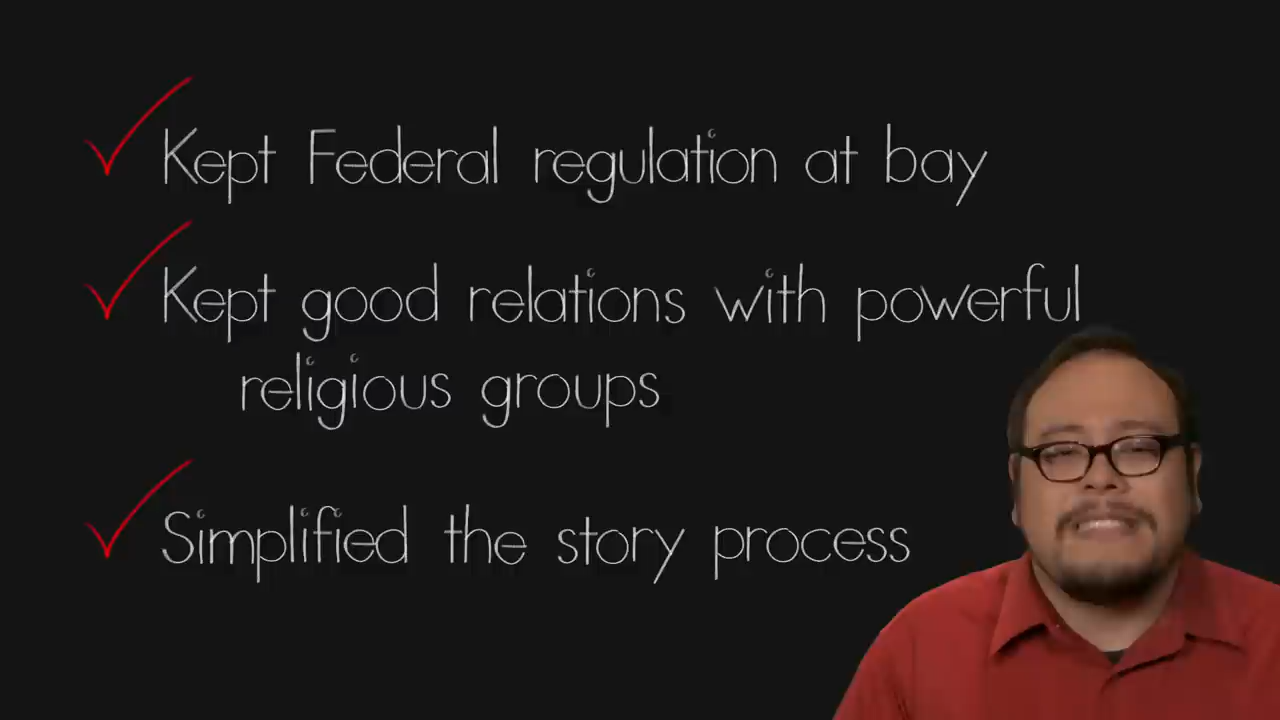 Kept Federal regulation at bay
Kept good relations with powerful
religious groups
Simplified the story process